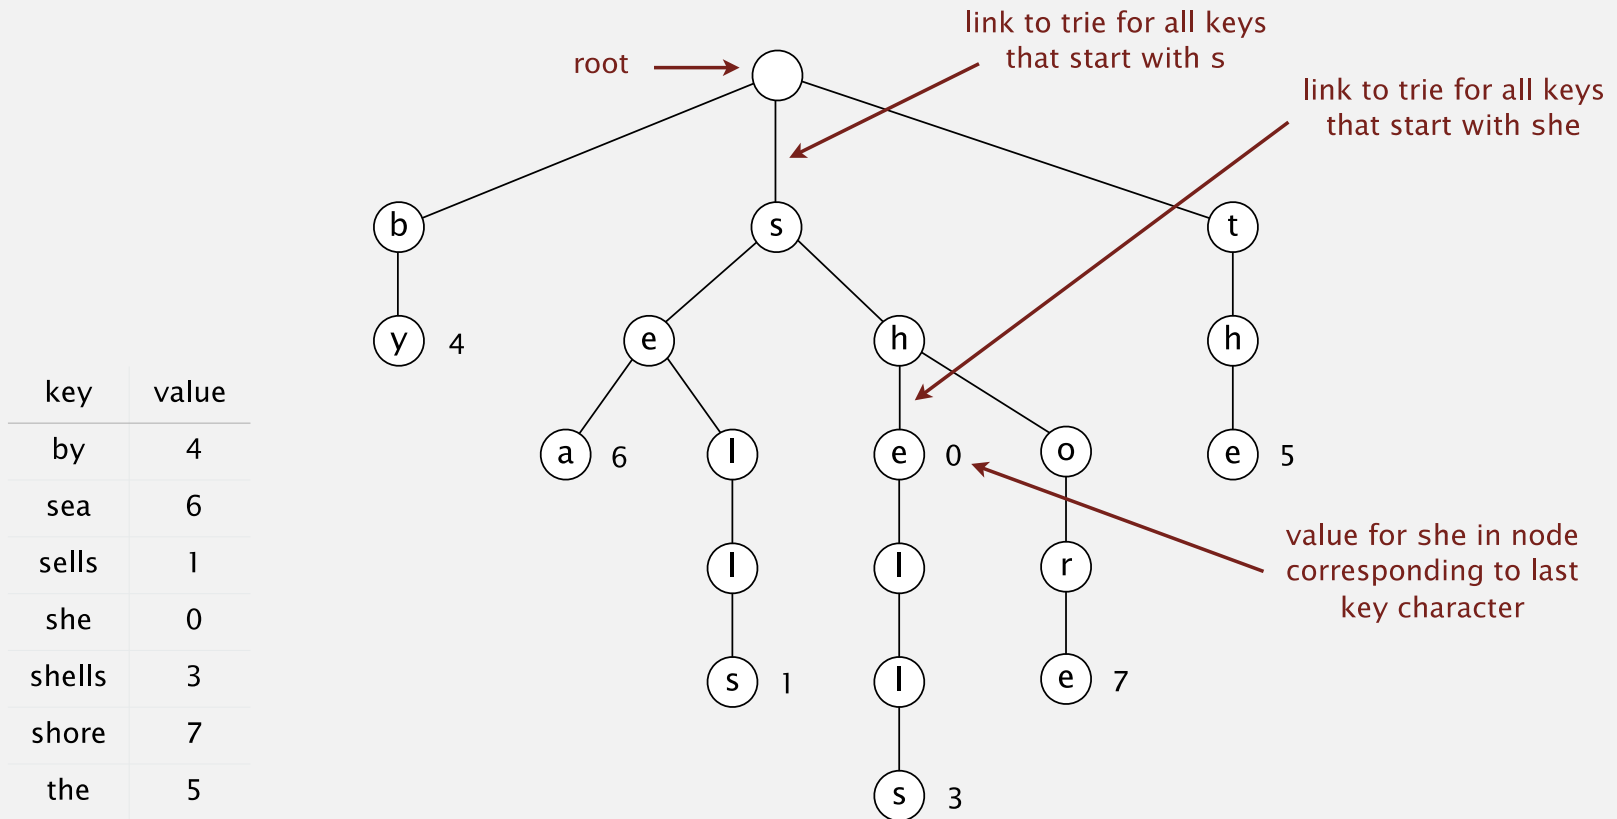 link to trie for all keys
that start with s
root
link to trie for all keys
that start with she
b
s
t
y 4
e
h
h
a 6
l
e 0
o
e 5
l
l
r
s 1
l
e 7
s 3
value for she in node
corresponding to last
key character
key value
by 4
sea 6
sells 1
she 0
shells 3
shore 7
the 5